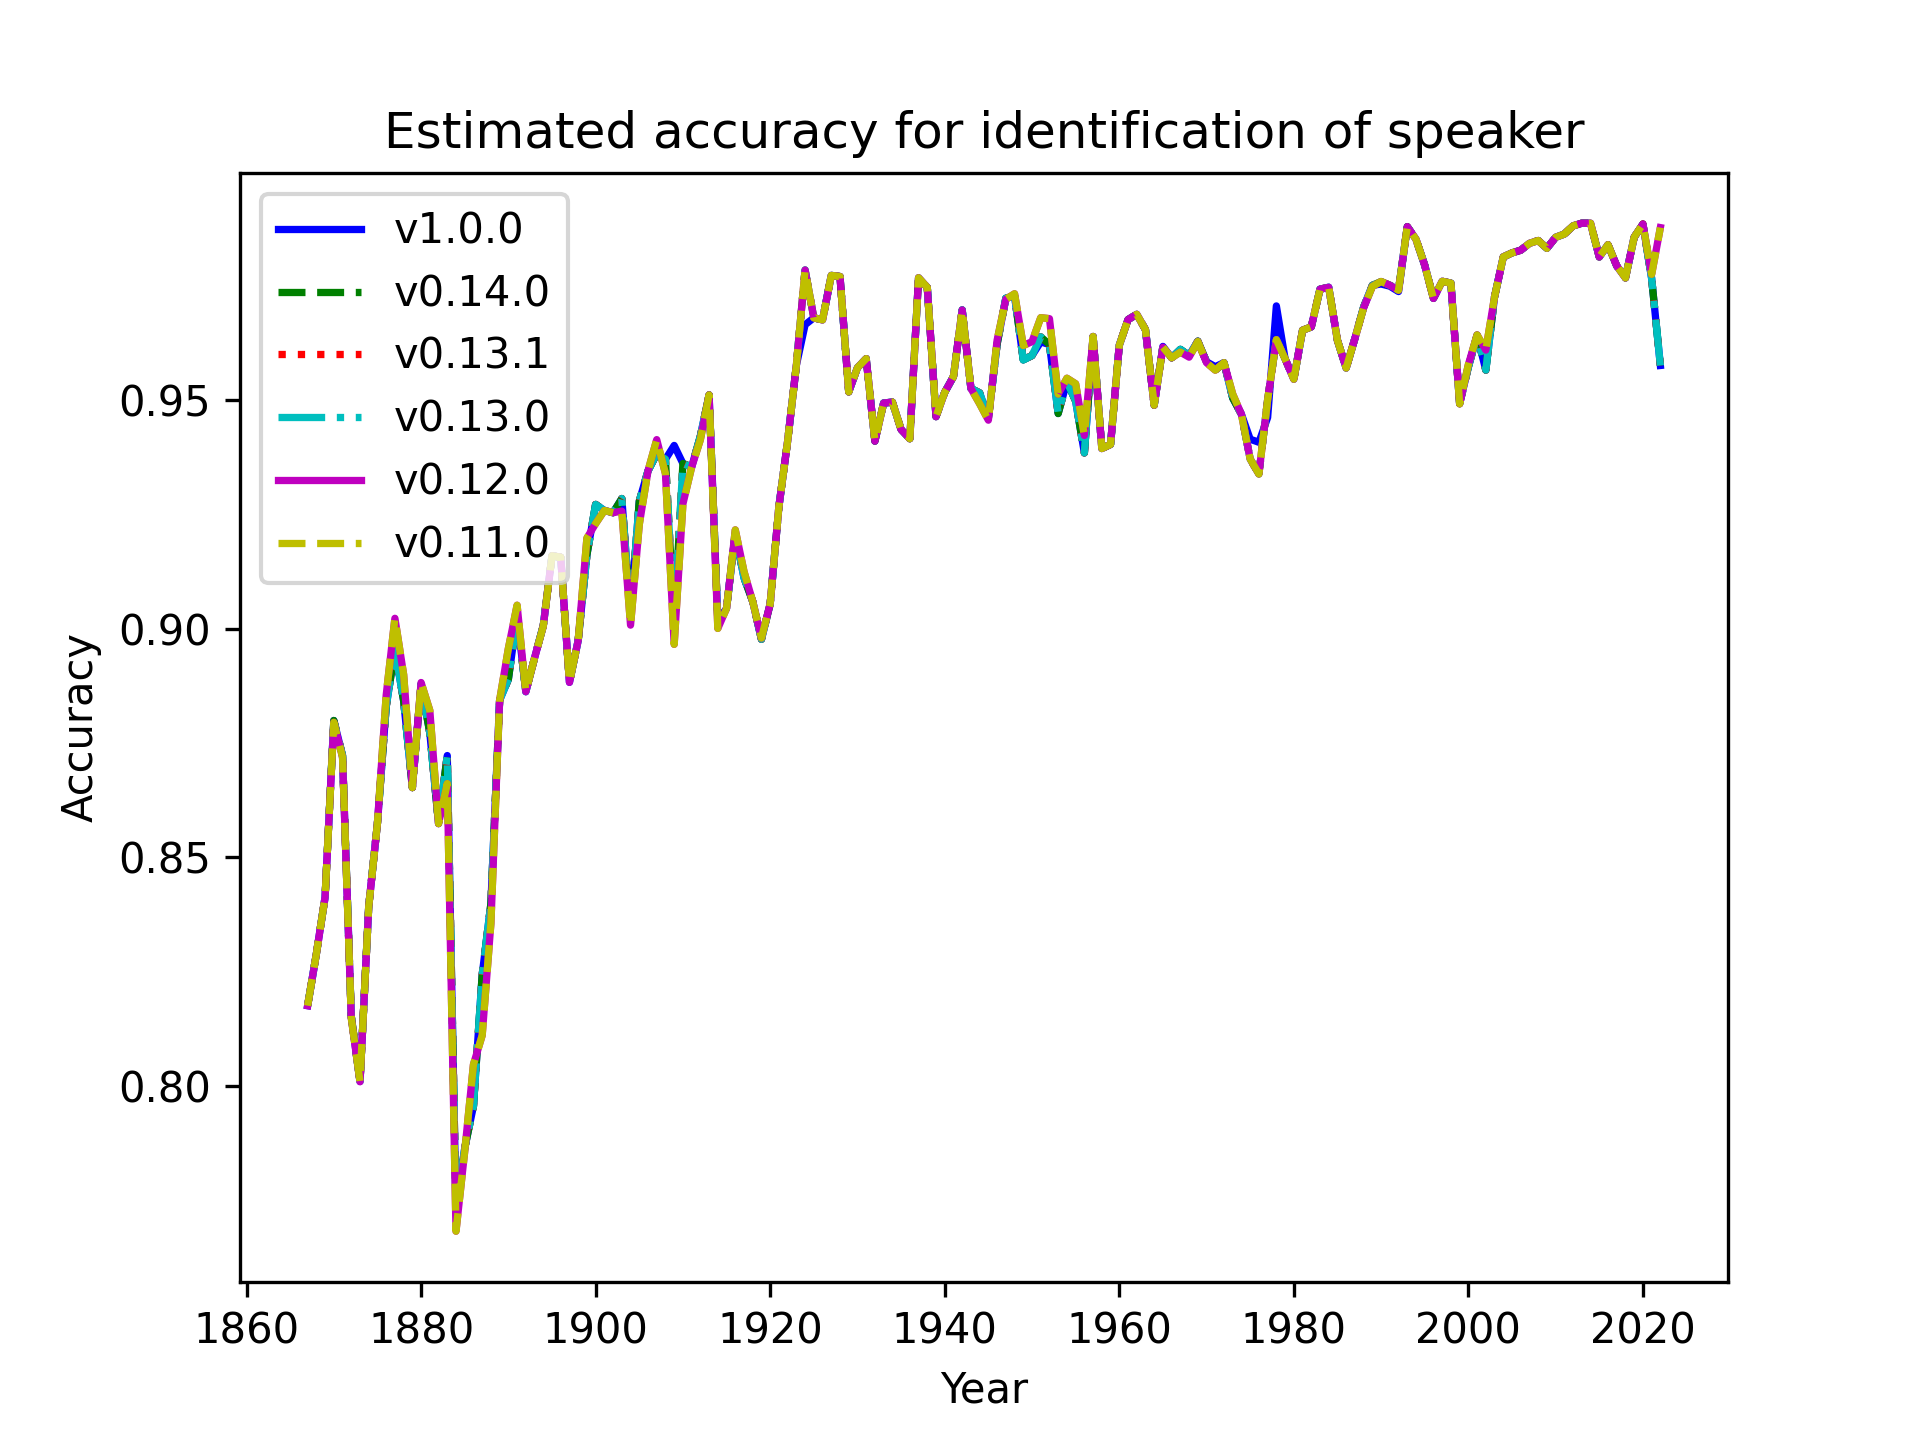 Estimated accuracy for identification of speaker
v1.0.0
v0.14.0
v0.13.1
v0.13.0
v0.12.0
v0.11.0
0.95
0.90
0.85
0.80
Accuracy
1860 1880 1900 1920 1940 1960 1980 2000 2020
Year